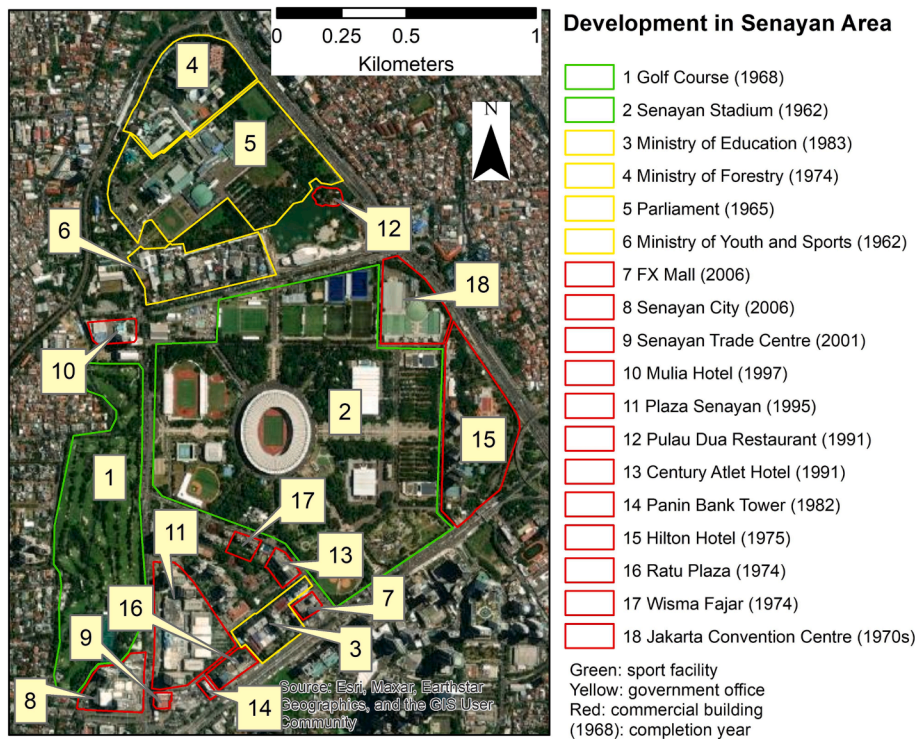 0 0.25 0.5 1
Kilometers
N
4
5
12
6
18
10
2
15
1
17
11
13
16
7
9
3
8
14
Source: Esri, Maxar, Earthstar
Geographics, and the GIS User
Community
Development in Senayan Area
1 Golf Course (1968)
2 Senayan Stadium (1962)
3 Ministry of Education (1983)
4 Ministry of Forestry (1974)
5 Parliament (1965)
6 Ministry of Youth and Sports (1962)
7 FX Mall (2006)
8 Senayan City (2006)
9 Senayan Trade Centre (2001)
10 Mulia Hotel (1997)
11 Plaza Senayan (1995)
12 Pulau Dua Restaurant (1991)
13 Century Atlet Hotel (1991)
14 Panin Bank Tower (1982)
15 Hilton Hotel (1975)
16 Ratu Plaza (1974)
17 Wisma Fajar (1974)
18 Jakarta Convention Centre (1970s)
Green: sport facility
Yellow: government office
Red: commercial building
(1968): completion year